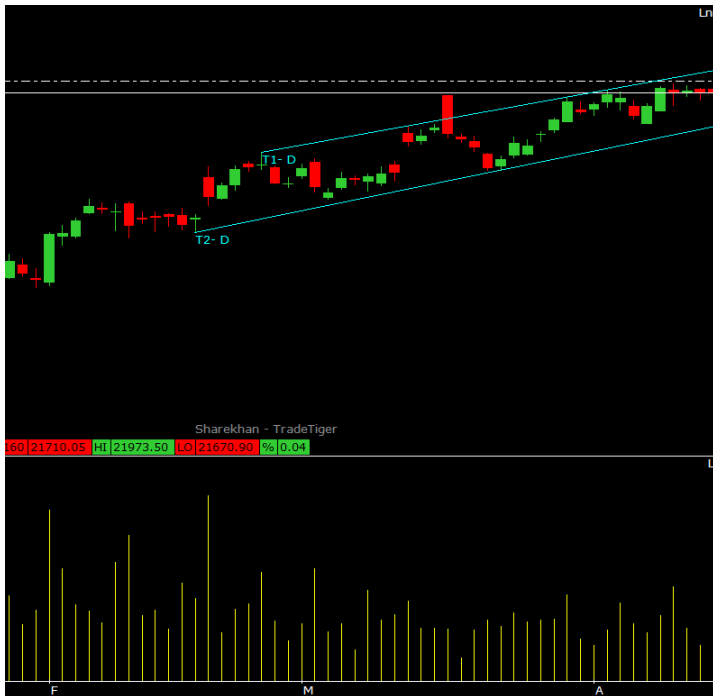 Ln
T1- D
T2- D
Sharekhan - TradeTiger
160 21710.05 HI 21973.50 LO 21670.90 % 0.04
L
F M A